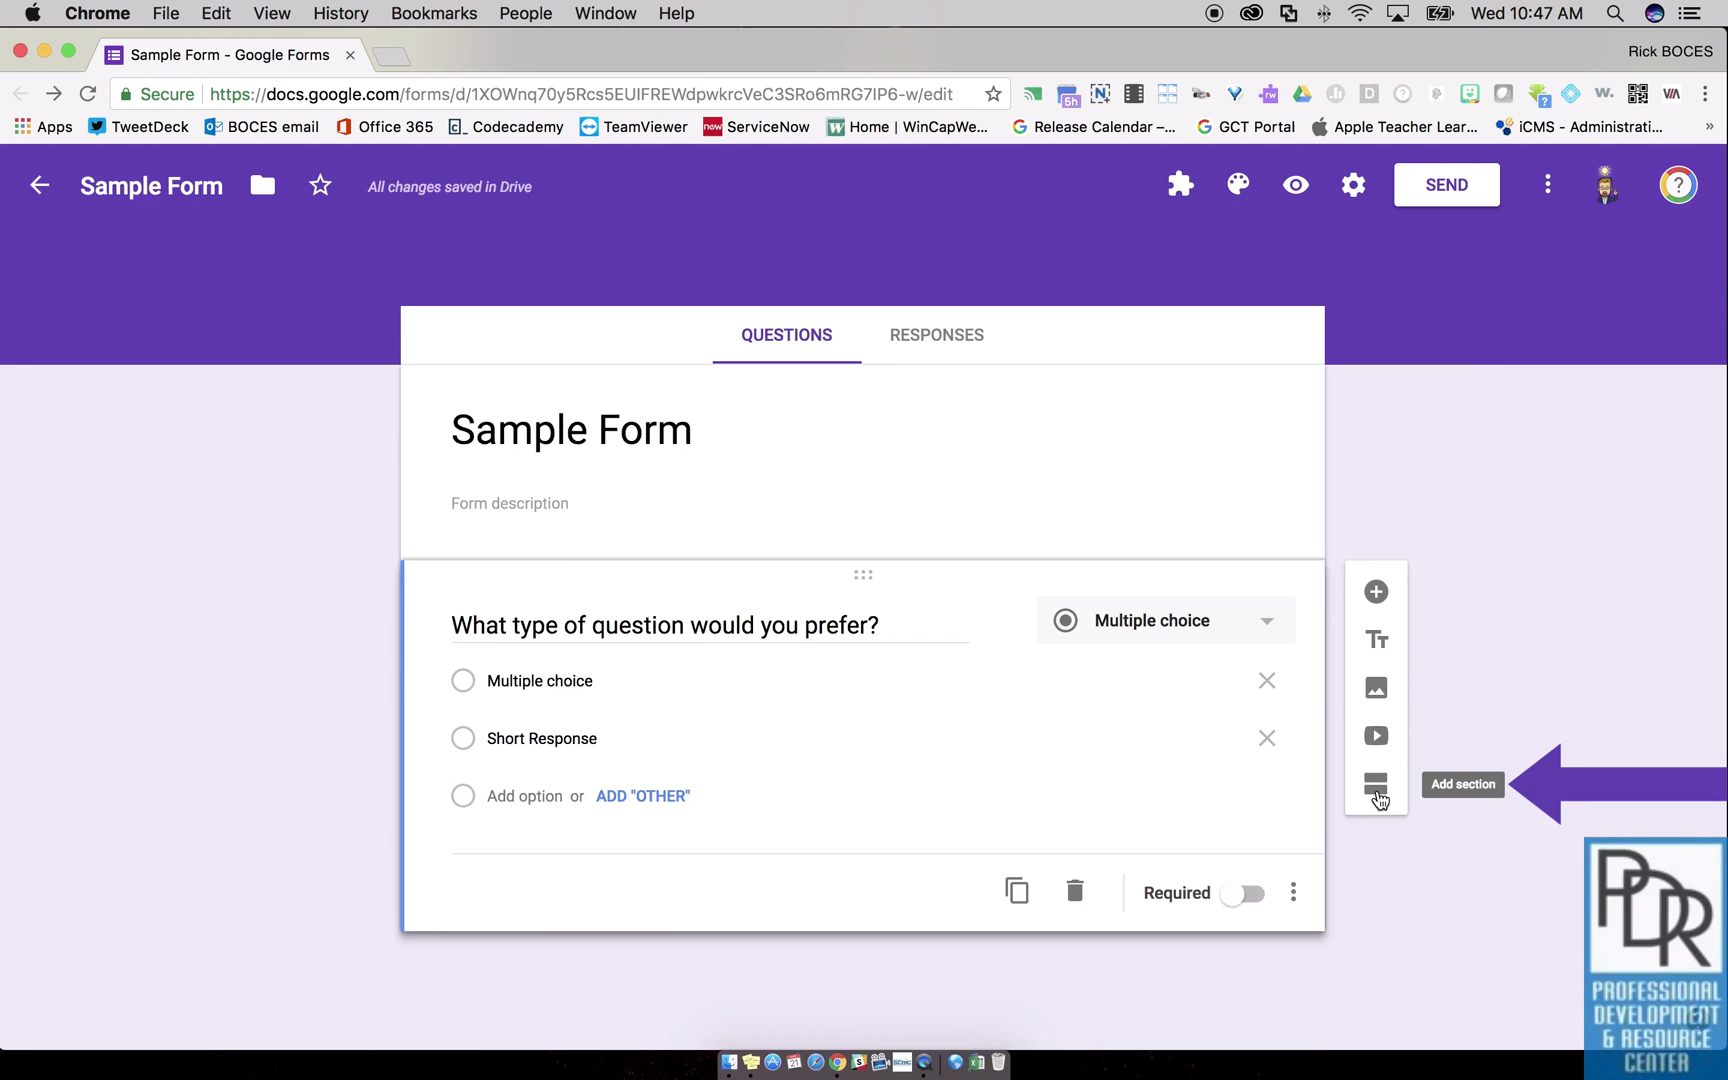 Chrome File Edit View History Bookmarks People Window Help Wed 10:47 AM
Sample Form - Google Forms Rick BOCES
Secure https://docs.google.com/forms/d/1XOWnq70y5Rcs5EUIFREWdpwkrcVeC3SRo6mRG7IP6-w/edit
5h
Apps TweetDeck BOCES email Office 365 Codecademy TeamViewer now ServiceNow Home | WinCapWe... Release Calendar –... GCT Portal Apple Teacher Lear... iCMS - Administrati... »
Sample Form All changes saved in Drive SEND
QUESTIONS RESPONSES
Sample Form
Form description
What type of question would you prefer? Multiple choice
Multiple choice
Short Response
Add option or ADD "OTHER"
Add section
Required
PDR
PROFESSIONAL
DEVELOPMENT
& RESOURCE
CENTER